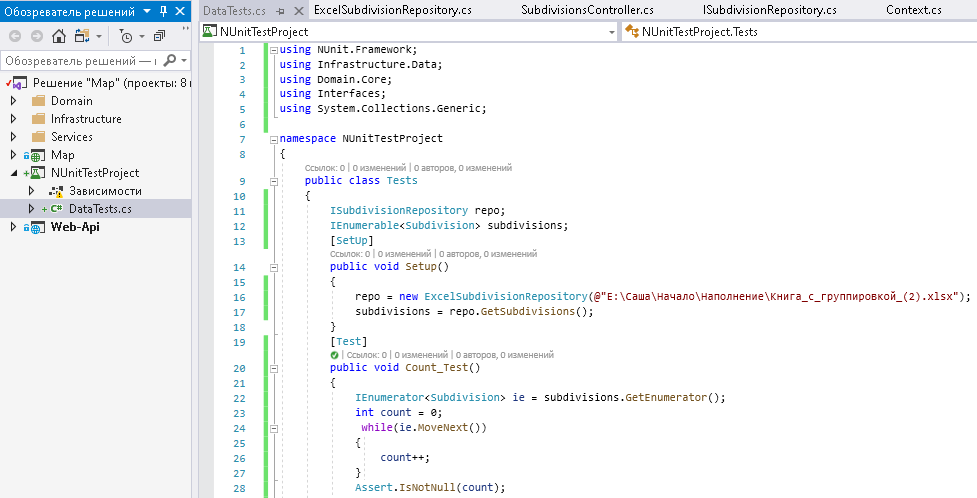 Обозреватель решений
DataTests.cs
ExcelSubdivisionRepository.cs
SubdivisionsController.cs
ISubdivisionRepository.cs
Context.cs
NUnitTestProject
NUnitTestProject.Tests
Обозреватель решений —
Решение "Map" (проекты: 8
Domain
Infrastructure
Services
Map
NUnitTestProject
Зависимости
DataTests.cs
Web-Api
1 using NUnit.Framework;
2 using Infrastructure.Data;
3 using Domain.Core;
4 using Interfaces;
5 using System.Collections.Generic;
6
7 namespace NUnitTestProject
8 {
Ссылок: 0 | 0 изменений | 0 авторов, 0 изменений
9 public class Tests
10 {
11 ISubdivisionRepository repo;
12 IEnumerable<Subdivision> subdivisions;
13 [SetUp]
Ссылок: 0 | 0 изменений | 0 авторов, 0 изменений
14 public void Setup()
15 {
16 repo = new ExcelSubdivisionRepository(@"E:\Саша\Начало\Наполнение\Книга_с_группировкой_(2).xlsx");
17 subdivisions = repo.GetSubdivisions();
18 }
19 [Test]
| Ссылок: 0 | 0 изменений | 0 авторов, 0 изменений
20 public void Count_Test()
21 {
22 IEnumerator<Subdivision> ie = subdivisions.GetEnumerator();
23 int count = 0;
24 while(ie.MoveNext())
25 {
26 count++;
27 }
28 Assert.IsNotNull(count);